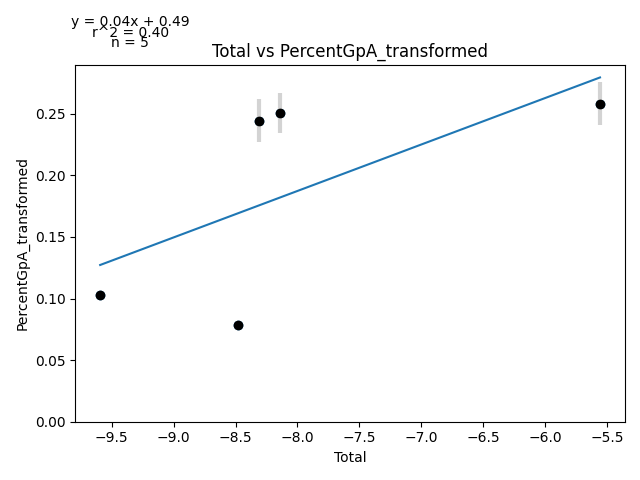 y = 0.04x + 0.49
r^2 = 0.40
n = 5
Total vs PercentGpA_transformed
PercentGpA_transformed
0.25
0.20
0.15
0.10
0.05
0.00
−9.5 −9.0 −8.5 −8.0 −7.5 −7.0 −6.5 −6.0 −5.5
Total